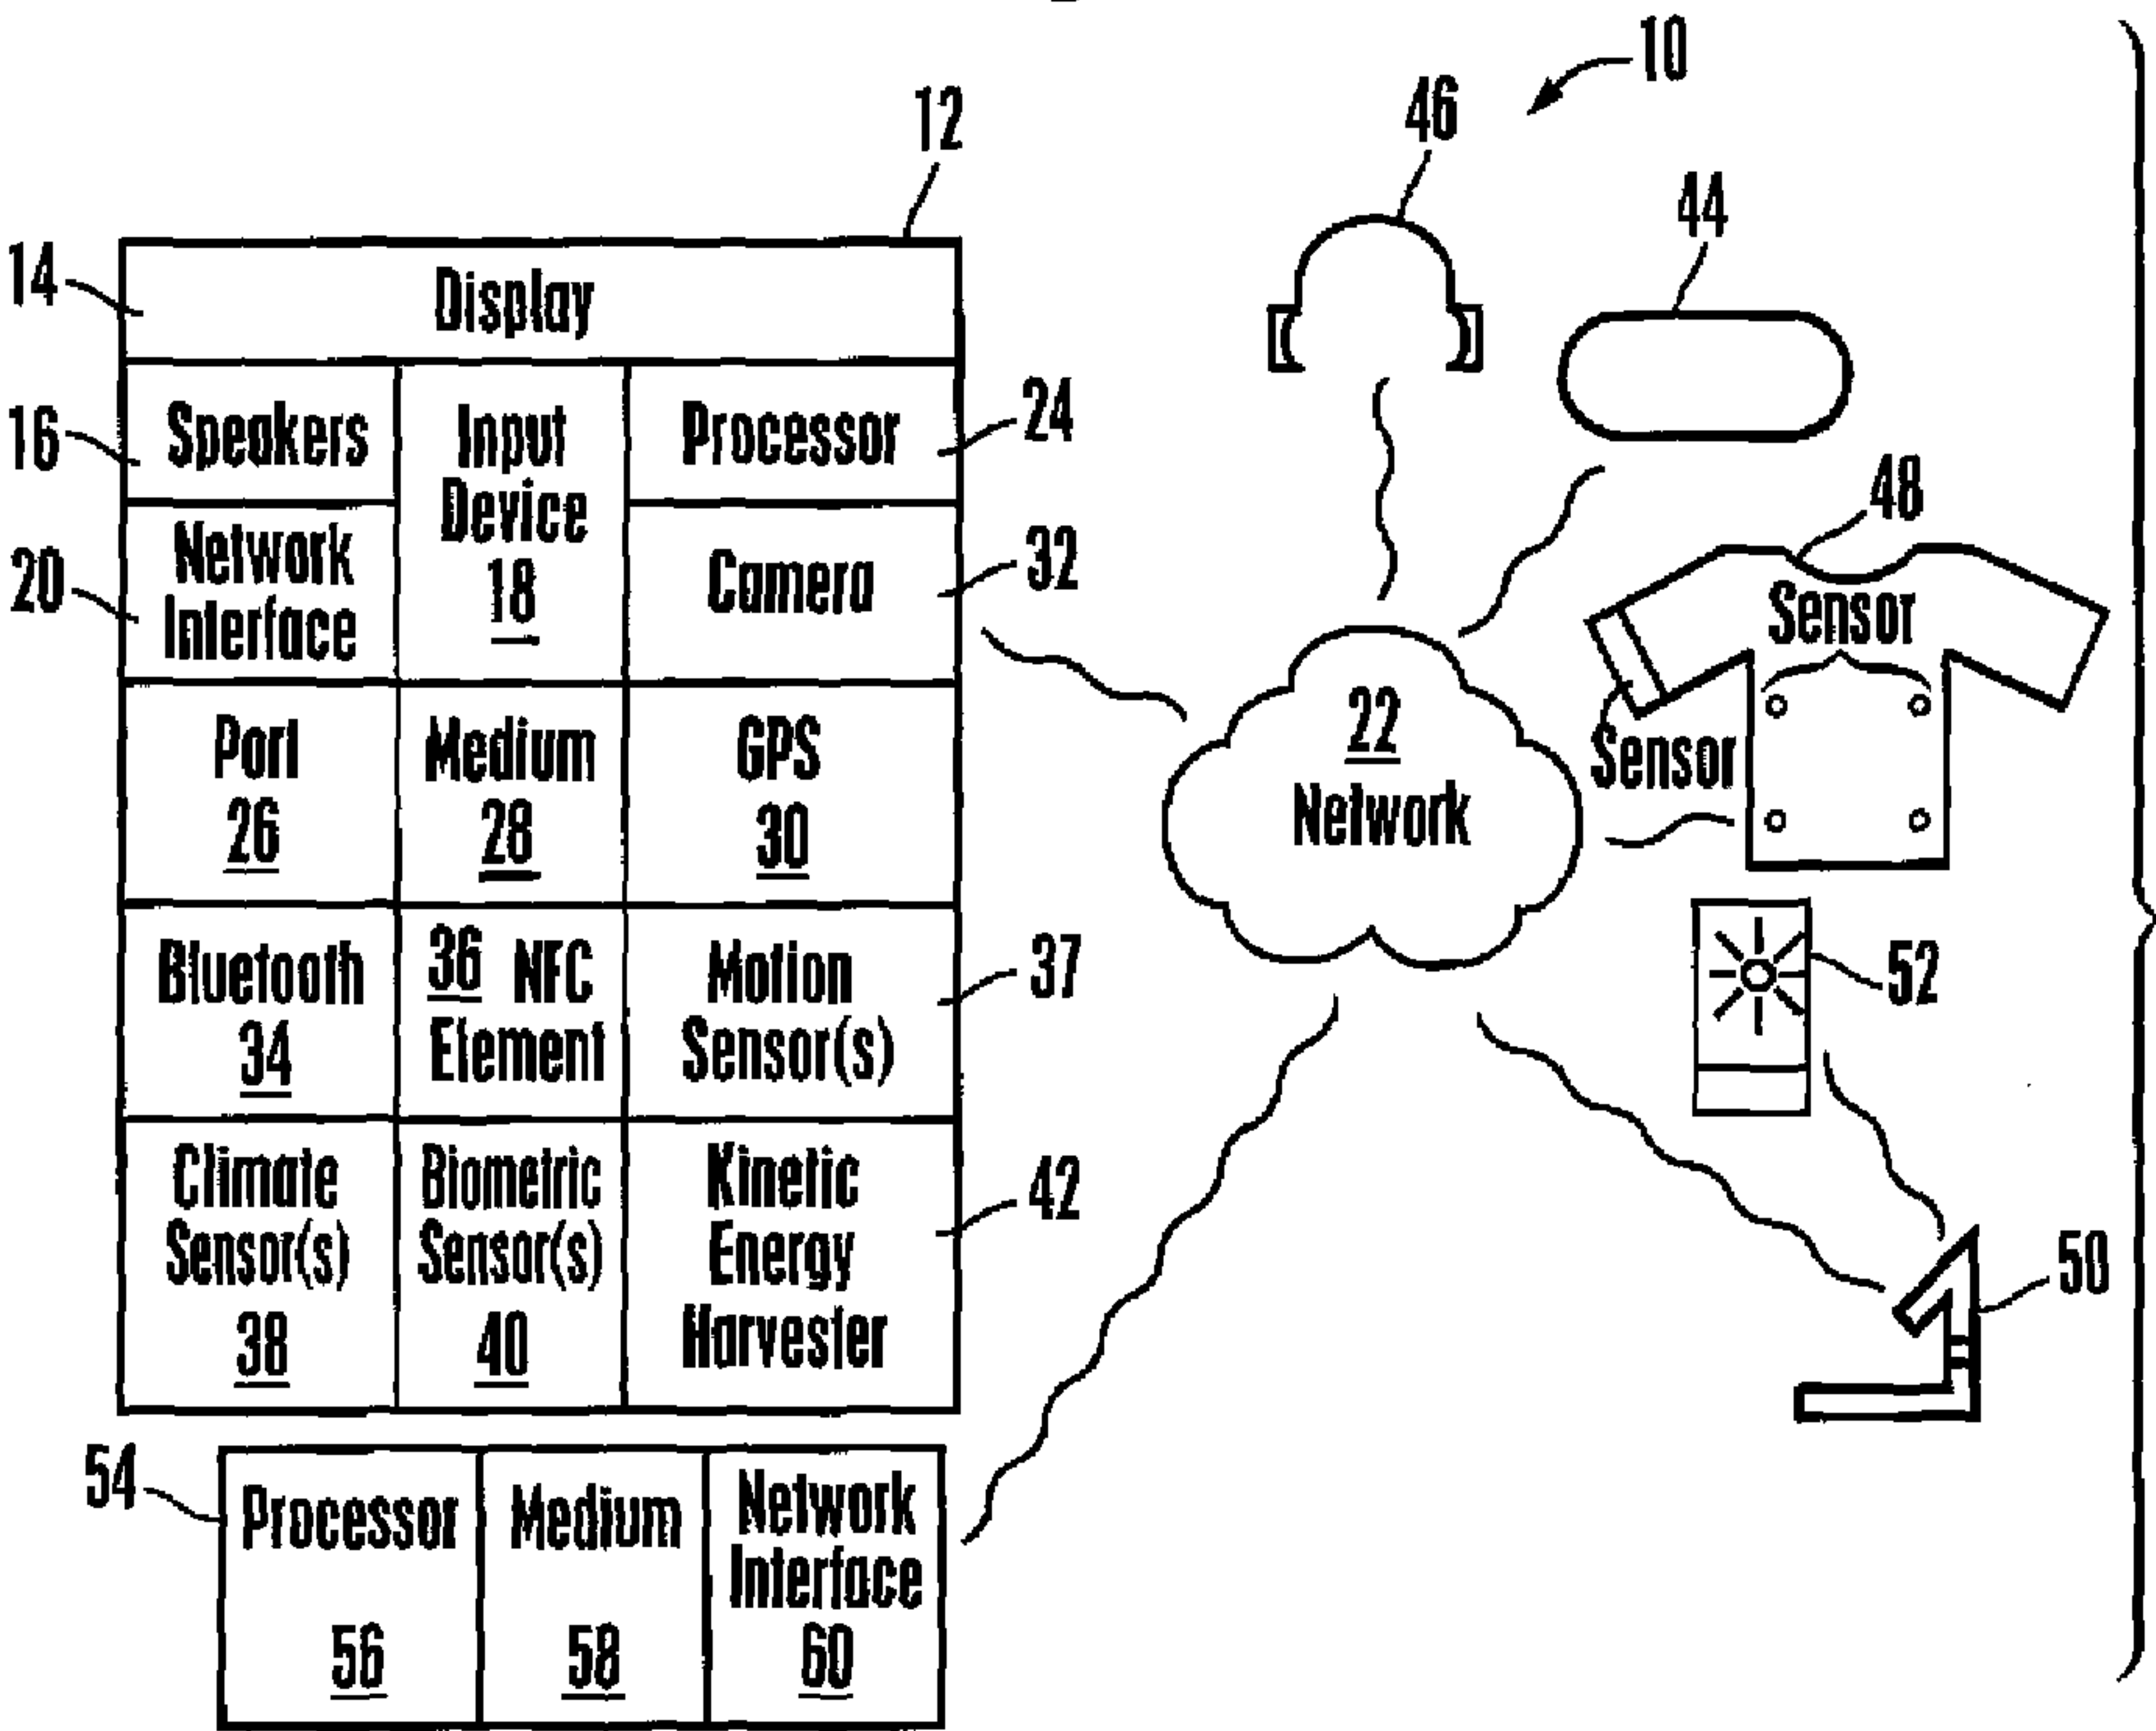 10
12
46
44
14
Display
16
Speakers
Input
Device
18
Processor
24
20
Network
Interface
Camera
32
48
Sensor
Sensor
22
Network
Port
26
Medium
28
GPS
30
Bluetooth
34
36 NFC
Element
Motion
Sensor(s)
37
52
Climate
Sensor(s)
38
Biometric
Sensor(s)
40
Kinetic
Energy
Harvester
42
50
54
Processor
56
Medium
58
Network
Interface
60